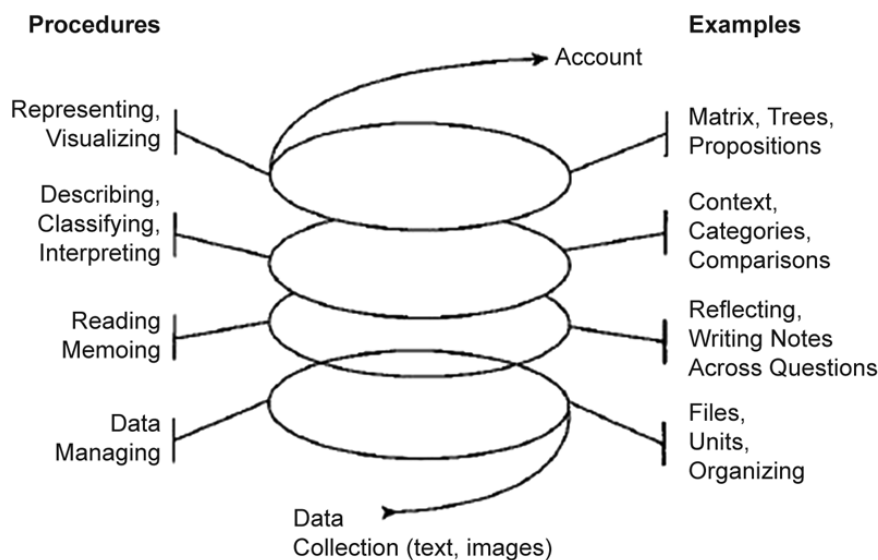 Procedures
Examples
Account
Representing,
Visualizing
Matrix, Trees,
Propositions
Describing,
Classifying,
Interpreting
Context,
Categories,
Comparisons
Reading
Memoing
Reflecting,
Writing Notes
Across Questions
Data
Managing
Files,
Units,
Organizing
Data
Collection (text, images)